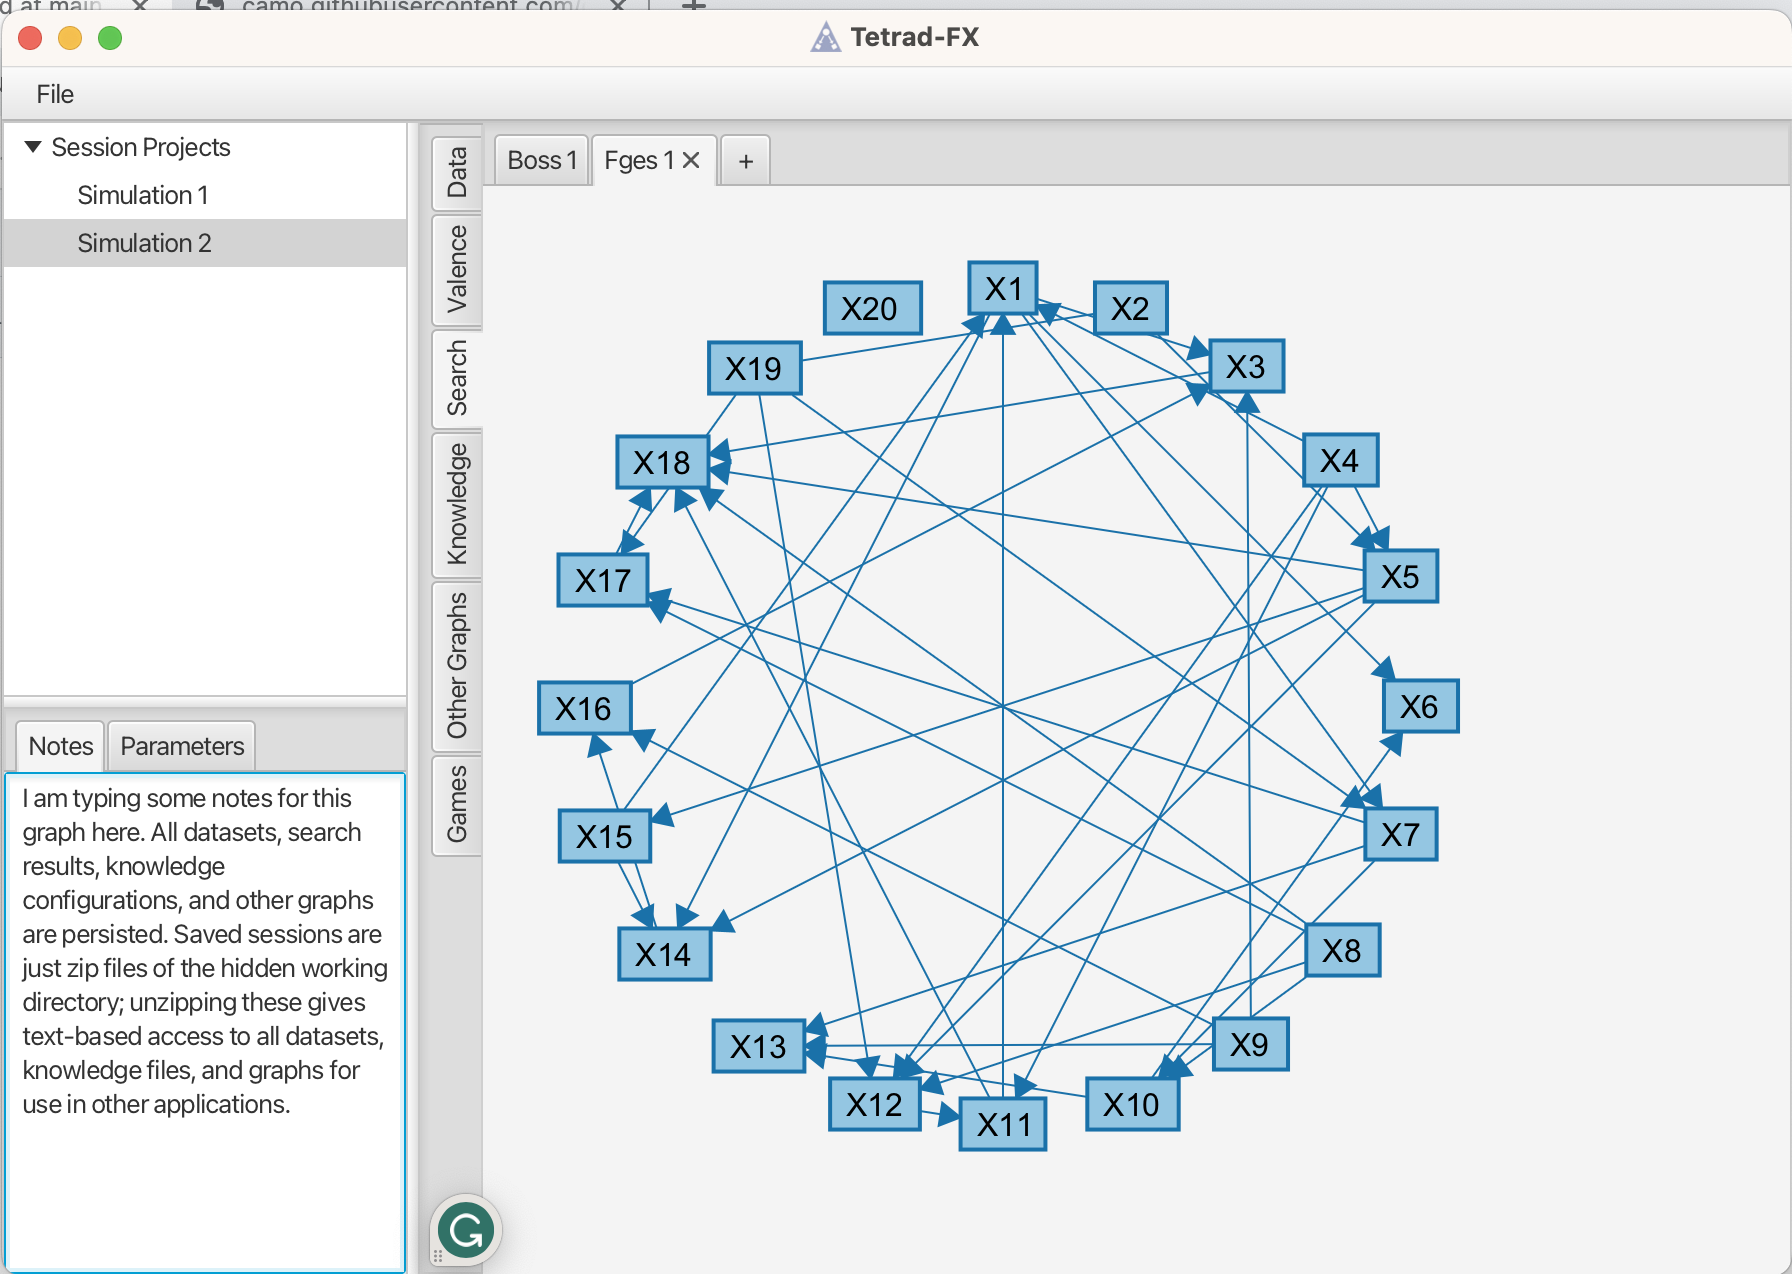 d at main
camo.githubusercontent.com/
Tetrad-FX
File
Session Projects
Simulation 1
Simulation 2
Notes
Parameters
I am typing some notes for this
graph here. All datasets, search
results, knowledge
configurations, and other graphs
are persisted. Saved sessions are
just zip files of the hidden working
directory; unzipping these gives
text-based access to all datasets,
knowledge files, and graphs for
use in other applications.
Data
Valence
Search
Knowledge
Other Graphs
Games
Boss 1
Fges 1
+
X1
X2
X3
X4
X5
X6
X7
X8
X9
X10
X11
X12
X13
X14
X15
X16
X17
X18
X19
X20